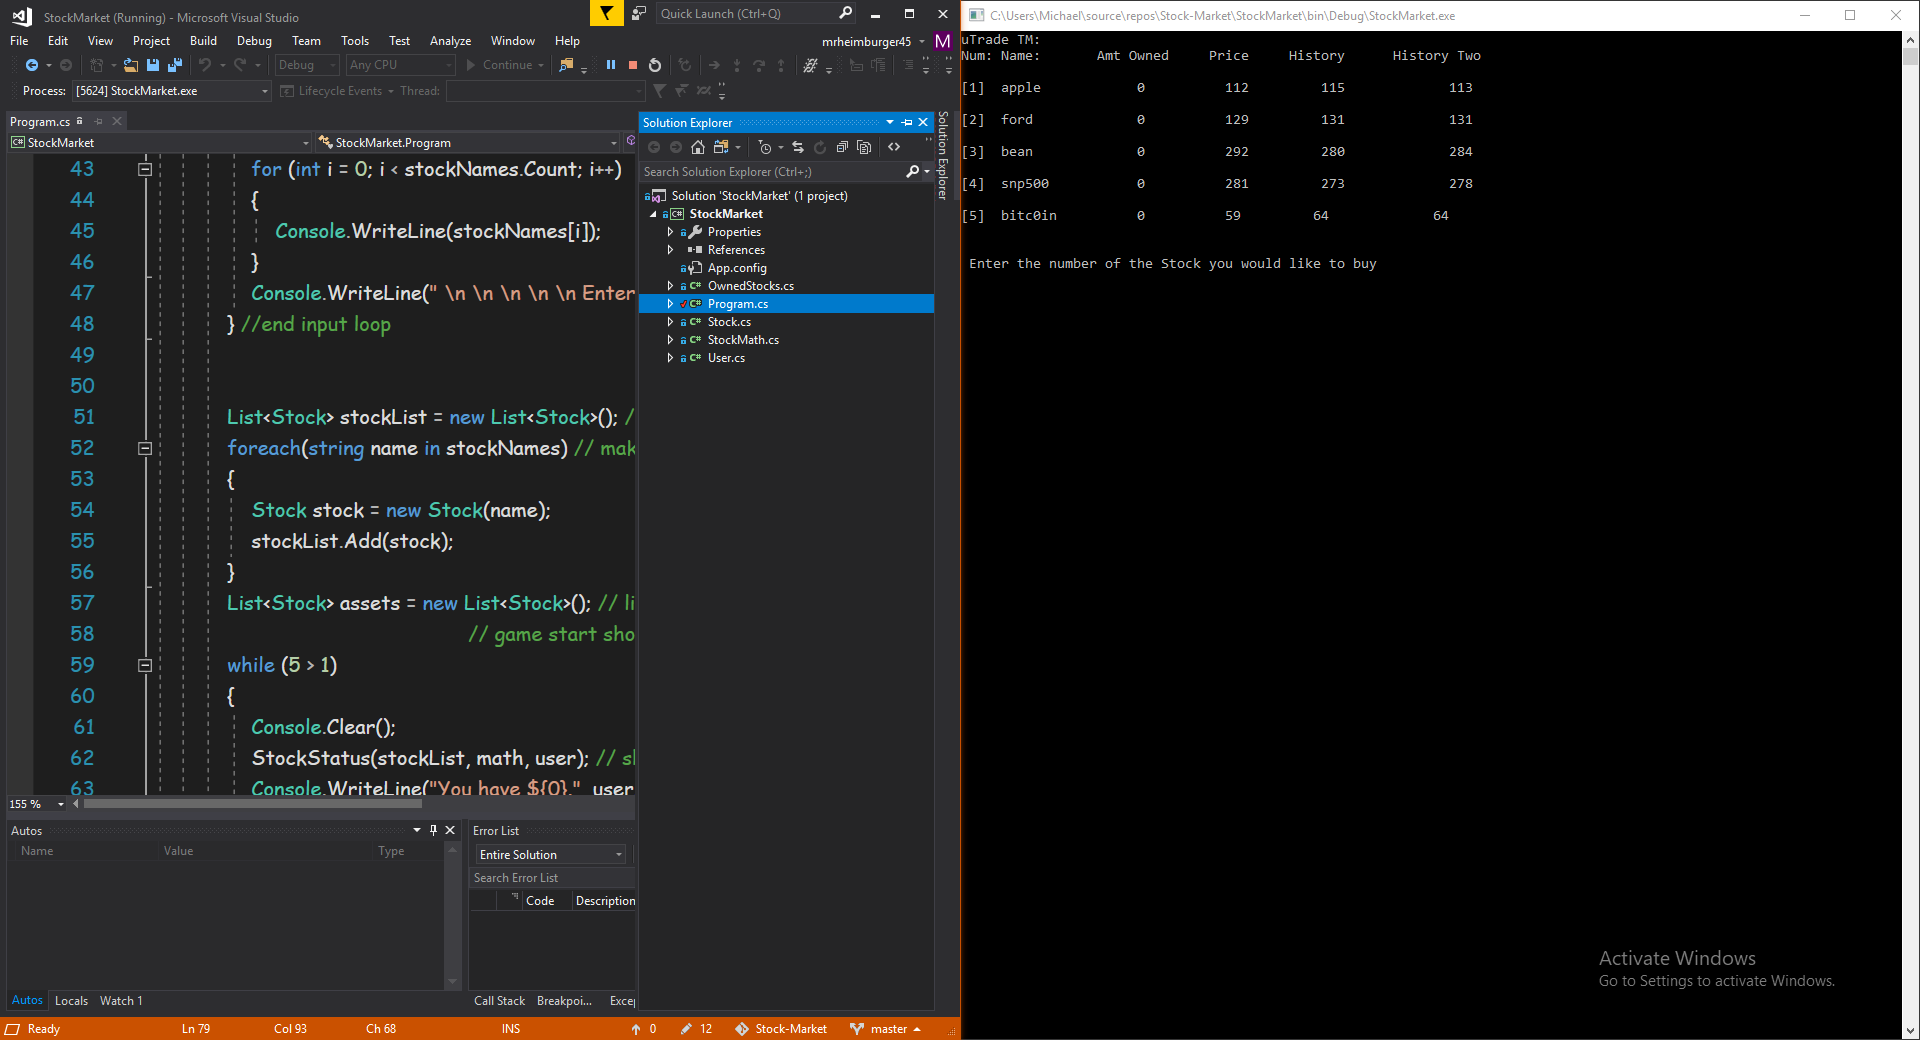 StockMarket (Running) - Microsoft Visual Studio
Quick Launch (Ctrl+Q)
File Edit View Project Build Debug Team Tools Test Analyze Window Help
mrheimburger45 M
Debug Any CPU Continue
Process: [5624] StockMarket.exe Lifecycle Events Thread:
Program.cs
StockMarket StockMarket.Program
43 for (int i = 0; i < stockNames.Count; i++)
44 {
45 Console.WriteLine(stockNames[i]);
46 }
47 Console.WriteLine(" \n \n \n \n \n Enter
48 } //end input loop
49
50
51 List<Stock> stockList = new List<Stock>(); /
52 foreach(string name in stockNames) // mak
53 {
54 Stock stock = new Stock(name);
55 stockList.Add(stock);
56 }
57 List<Stock> assets = new List<Stock>(); // li
58 // game start sho
59 while (5 > 1)
60 {
61 Console.Clear();
62 StockStatus(stockList, math, user); // sh
63 Console.WriteLine("You have ${0}." user
155 %
Solution Explorer
Search Solution Explorer (Ctrl+;)
Solution 'StockMarket' (1 project)
C# StockMarket
Properties
References
App.config
C# OwnedStocks.cs
C# Program.cs
C# Stock.cs
C# StockMath.cs
C# User.cs
Solution Explorer
Autos
Name Value Type
Autos Locals Watch 1
Error List
Entire Solution
Search Error List
Code Description
Call Stack Breakpoi... Excep
Ready Ln 79 Col 93 Ch 68 INS 0 12 Stock-Market master
C:\Users\Michael\source\repos\Stock-Market\StockMarket\bin\Debug\StockMarket.exe
uTrade TM:
Num: Name: Amt Owned Price History History Two
[1] apple 0 112 115 113
[2] ford 0 129 131 131
[3] bean 0 292 280 284
[4] snp500 0 281 273 278
[5] bitc0in 0 59 64 64
Enter the number of the Stock you would like to buy
Activate Windows
Go to Settings to activate Windows.